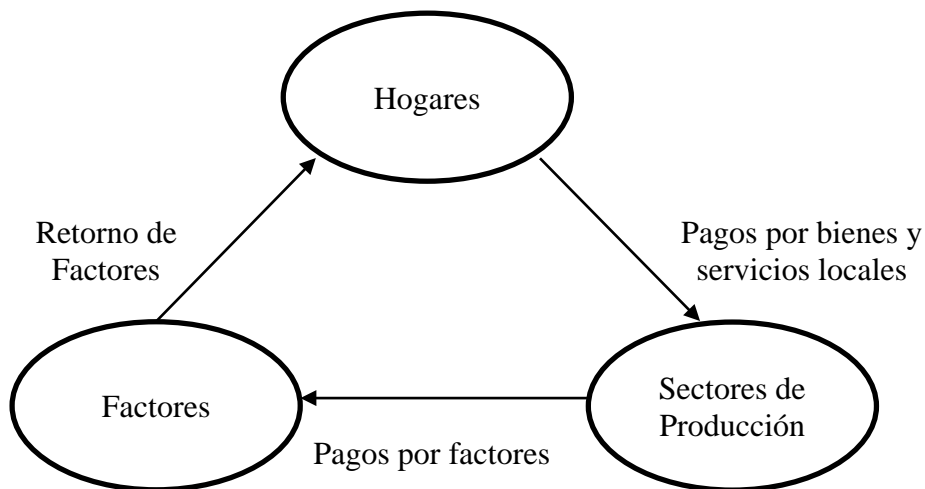 Hogares
Retorno de
Factores
Pagos por bienes y
servicios locales
Factores
Sectores de
Producción
Pagos por factores